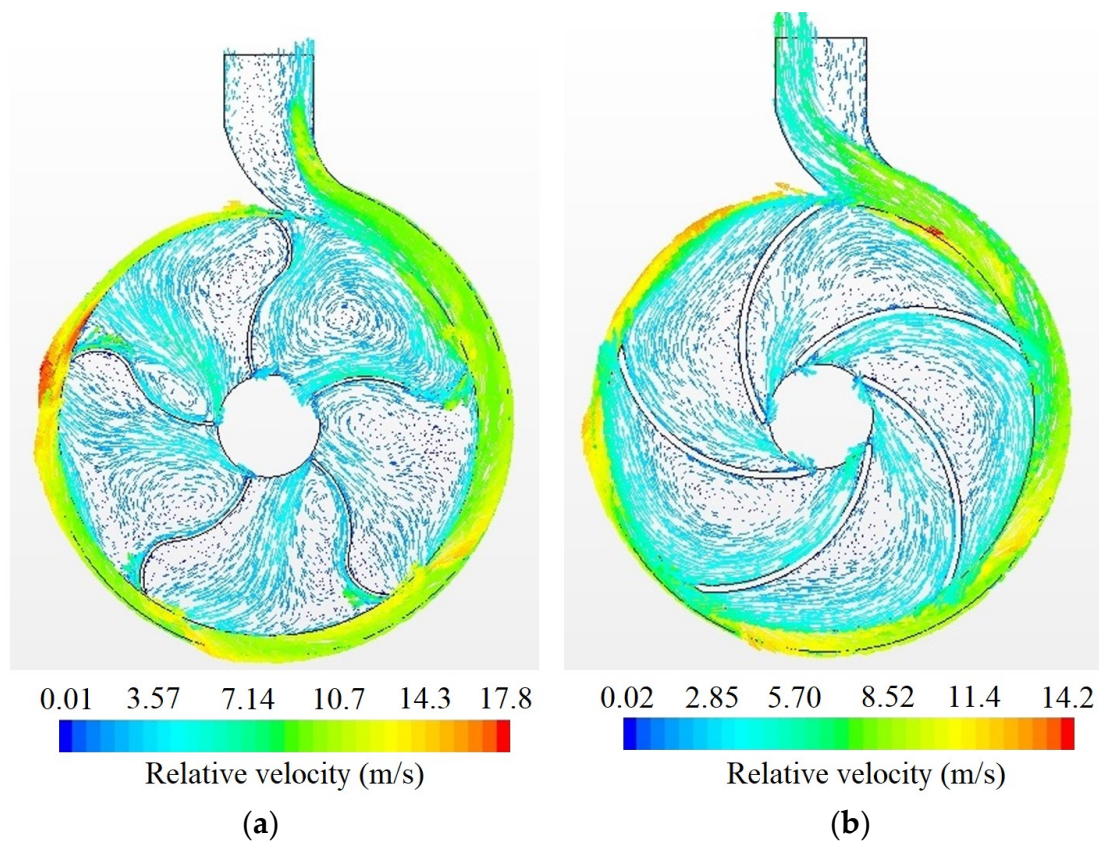 0.01 3.57 7.14 10.7 14.3 17.8
Relative velocity (m/s)
(a)
0.02 2.85 5.70 8.52 11.4 14.2
Relative velocity (m/s)
(b)